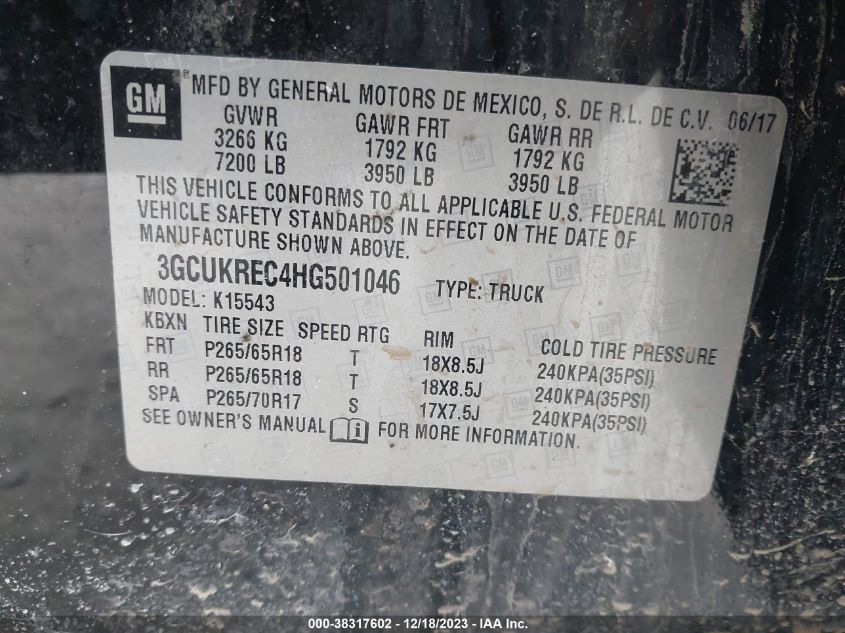 GM ® MFD BY GENERAL MOTORS DE MEXICO, S. DE R.L. DE C.V. 06/17
GVWR GAWR FRT GAWR RR
3266 KG 1792 KG 1792 KG
7200 LB 3950 LB 3950 LB
THIS VEHICLE CONFORMS TO ALL APPLICABLE U.S. FEDERAL MOTOR
VEHICLE SAFETY STANDARDS IN EFFECT ON THE DATE OF
MANUFACTURE SHOWN ABOVE.
3GCUKREC4HG501046 TYPE: TRUCK
MODEL: K15543
KBXN TIRE SIZE SPEED RTG RIM COLD TIRE PRESSURE
FRT P265/65R18 T 18X8.5J 240KPA(35PSI)
RR P265/65R18 T 18X8.5J 240KPA(35PSI)
SPA P265/70R17 S 17X7.5J 240KPA(35PSI)
SEE OWNER'S MANUAL i FOR MORE INFORMATION.
000-38317602 - 12/18/2023 - IAA Inc.